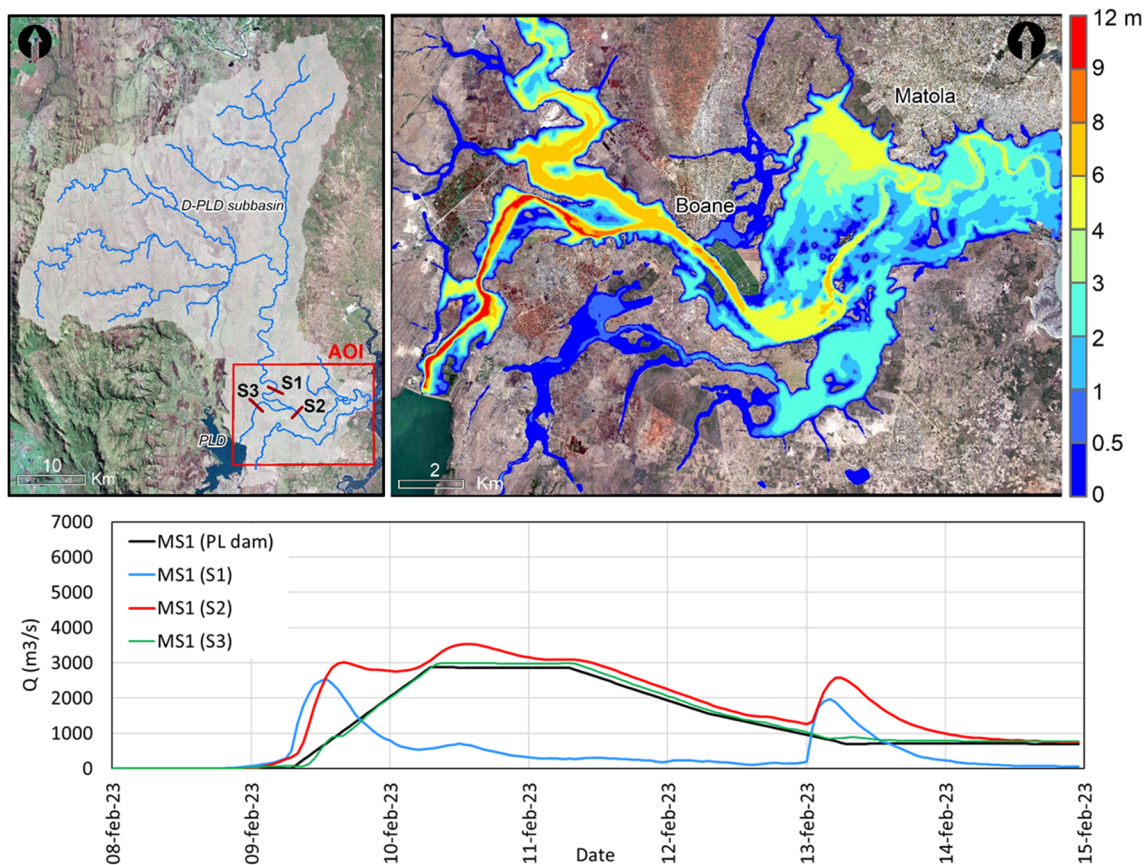 D-PLD subbasin
AOI
S1
S3
S2
PLD
10
Km
Matola
Boane
2
Km
12 m
9
8
6
4
3
2
1
0.5
0
7000
6000
5000
4000
3000
2000
1000
0
Q (m3/s)
MS1 (PL dam)
MS1 (S1)
MS1 (S2)
MS1 (S3)
08-feb-23
09-feb-23
10-feb-23
11-feb-23
12-feb-23
13-feb-23
14-feb-23
15-feb-23
Date